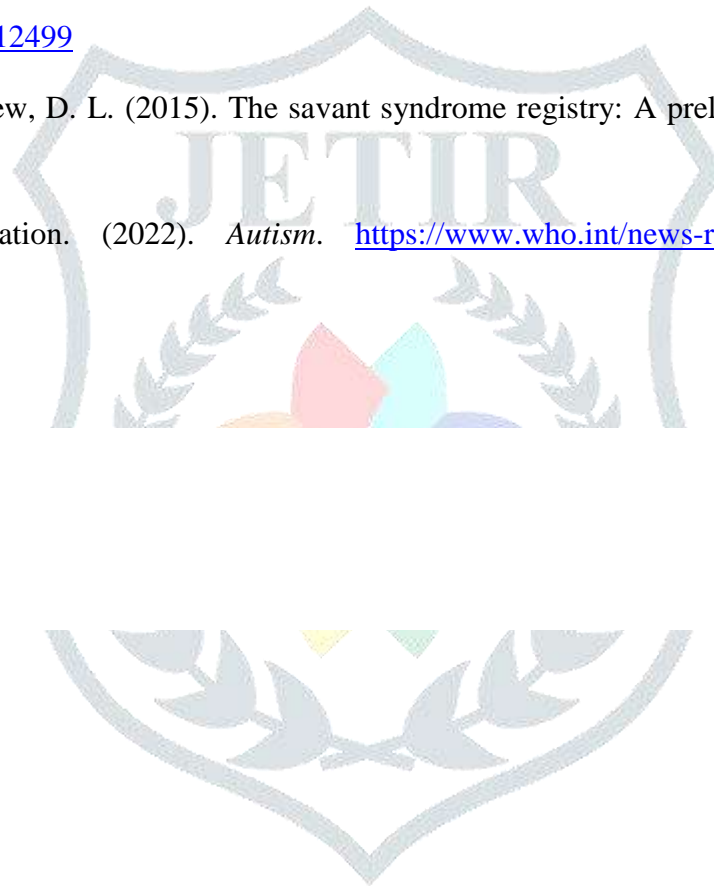 12499
ew, D. L. (2015). The savant syndrome registry: A prel
JETIR
ation. (2022). Autism. https://www.who.int/news-r